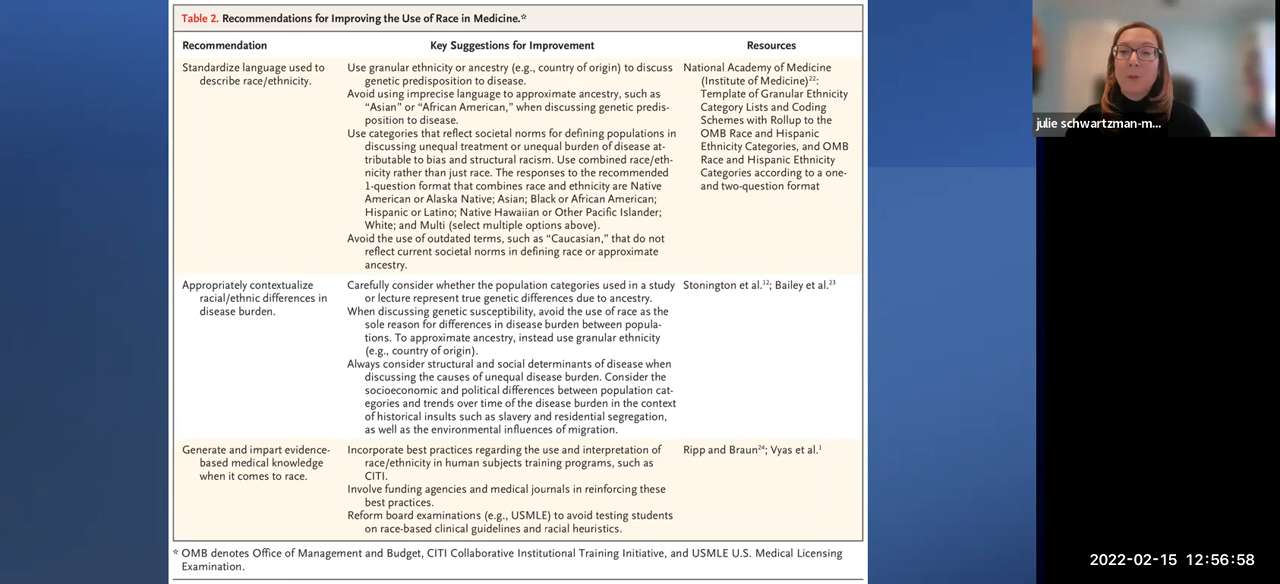 Table 2. Recommendations for Improving the Use of Race in Medicine.*
Recommendation
Key Suggestions for Improvement
Resources
Standardize language used to
describe race/ethnicity.
Use granular ethnicity or ancestry (e.g., country of origin) to discuss
genetic predisposition to disease.
Avoid using imprecise language to approximate ancestry, such as
“Asian” or “African American,” when discussing genetic predis-
position to disease.
Use categories that reflect societal norms for defining populations in
discussing unequal treatment or unequal burden of disease at-
tributable to bias and structural racism. Use combined race/eth-
nicity rather than just race. The responses to the recommended
1-question format that combines race and ethnicity are Native
American or Alaska Native; Asian; Black or African American;
Hispanic or Latino; Native Hawaiian or Other Pacific Islander;
White; and Multi (select multiple options above).
Avoid the use of outdated terms, such as “Caucasian,” that do not
reflect current societal norms in defining race or approximate
ancestry.
National Academy of Medicine
(Institute of Medicine)22:
Template of Granular Ethnicity
Category Lists and Coding
Schemes with Rollup to the
OMB Race and Hispanic
Ethnicity Categories, and OMB
Race and Hispanic Ethnicity
Categories according to a one-
and two-question format
Appropriately contextualize
racial/ethnic differences in
disease burden.
Carefully consider whether the population categories used in a study
or lecture represent true genetic differences due to ancestry.
When discussing genetic susceptibility, avoid the use of race as the
sole reason for differences in disease burden between popula-
tions. To approximate ancestry, instead use granular ethnicity
(e.g., country of origin).
Always consider structural and social determinants of disease when
discussing the causes of unequal disease burden. Consider the
socioeconomic and political differences between population cat-
egories and trends over time of the disease burden in the context
of historical insults such as slavery and residential segregation,
as well as the environmental influences of migration.
Stonington et al.12; Bailey et al.23
Generate and impart evidence-
based medical knowledge
when it comes to race.
Incorporate best practices regarding the use and interpretation of
race/ethnicity in human subjects training programs, such as
CITI.
Involve funding agencies and medical journals in reinforcing these
best practices.
Reform board examinations (e.g., USMLE) to avoid testing students
on race-based clinical guidelines and racial heuristics.
Ripp and Braun24; Vyas et al.1
* OMB denotes Office of Management and Budget, CITI Collaborative Institutional Training Initiative, and USMLE U.S. Medical Licensing
Examination.
julie schwartzman-m...
2022-02-15 12:56:58